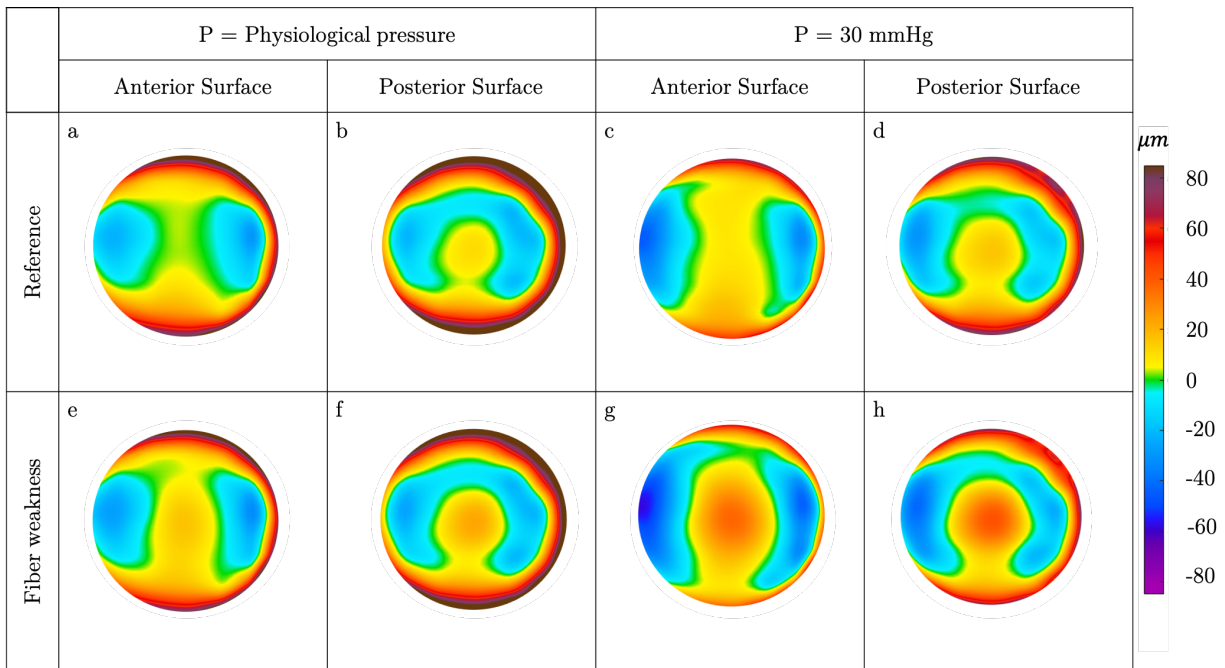 P = Physiological pressure
P = 30 mmHg
Anterior Surface
Posterior Surface
Anterior Surface
Posterior Surface
μm
Reference
a
b
c
d
Fiber weakness
e
f
g
h
80
60
40
20
0
-20
-40
-60
-80